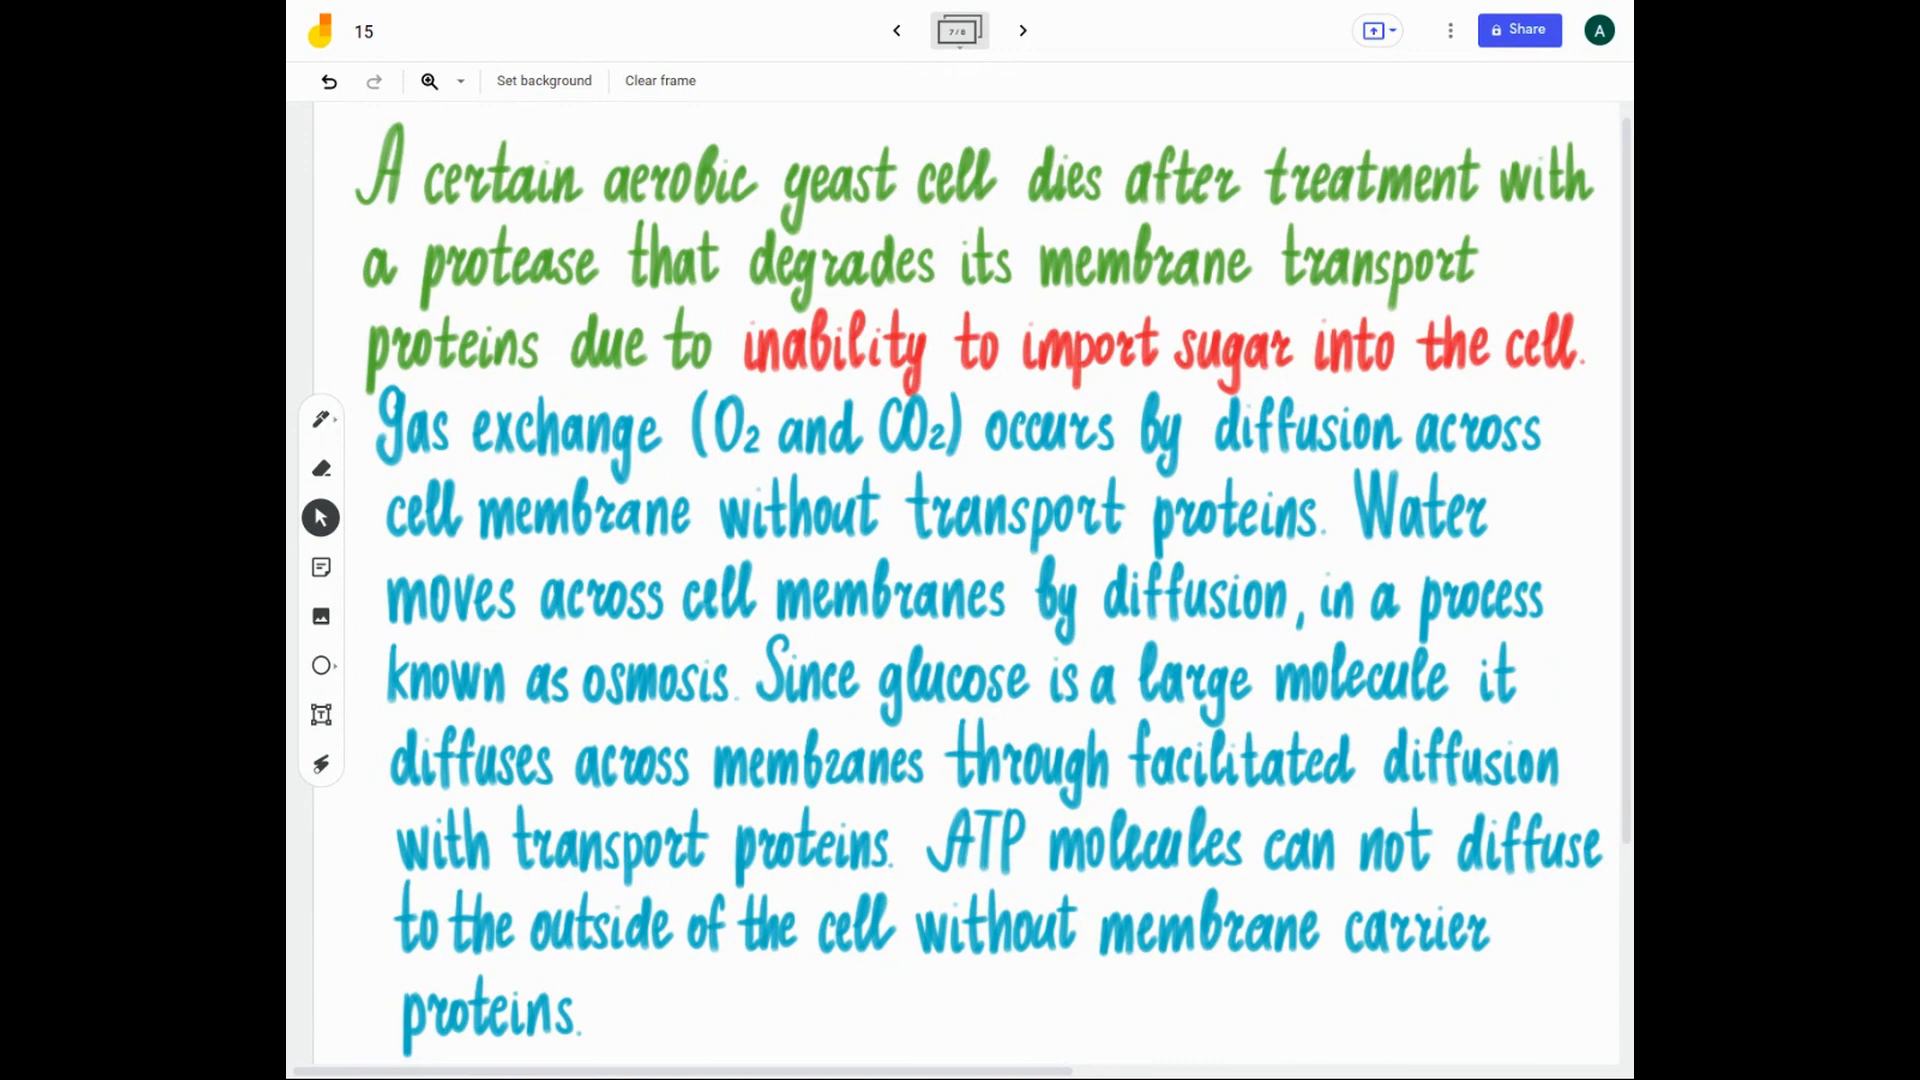 15
7 / 8
Share
A
Set background
Clear frame
A certain aerobic yeast cell dies after treatment with
a protease that degrades its membrane transport
proteins due to inability to import sugar into the cell.
Gas exchange (O₂ and CO₂) occurs by diffusion across
cell membrane without transport proteins. Water
moves across cell membranes by diffusion, in a process
known as osmosis. Since glucose is a large molecule it
diffuses across membranes through facilitated diffusion
with transport proteins. ATP molecules can not diffuse
to the outside of the cell without membrane carrier
proteins.